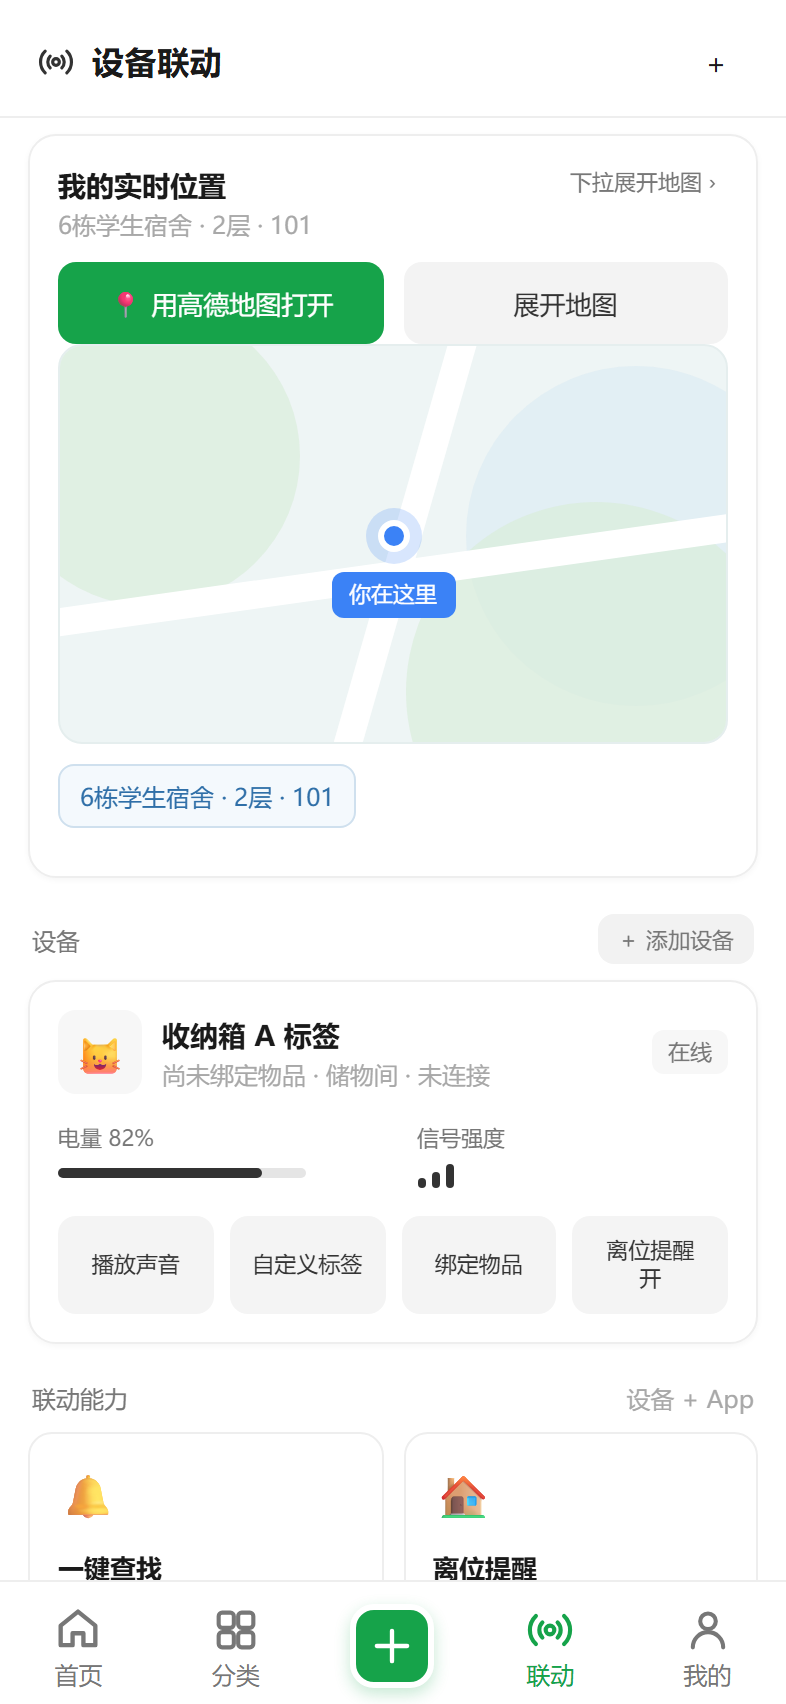 设备联动
+
我的实时位置
下拉展开地图 ›
6栋学生宿舍 · 2层 · 101
📍 用高德地图打开
展开地图
你在这里
6栋学生宿舍 · 2层 · 101
设备
+ 添加设备
收纳箱 A 标签
在线
尚未绑定物品 · 储物间 · 未连接
电量 82%
信号强度
播放声音
自定义标签
绑定物品
离位提醒
开
联动能力
设备 + App
一键查找
离位提醒
首页
分类
联动
我的